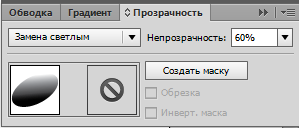 Обводка Градиент Прозрачность
Замена светлым Непрозрачность: 60%
Создать маску
Обрезка
Инверт. маска